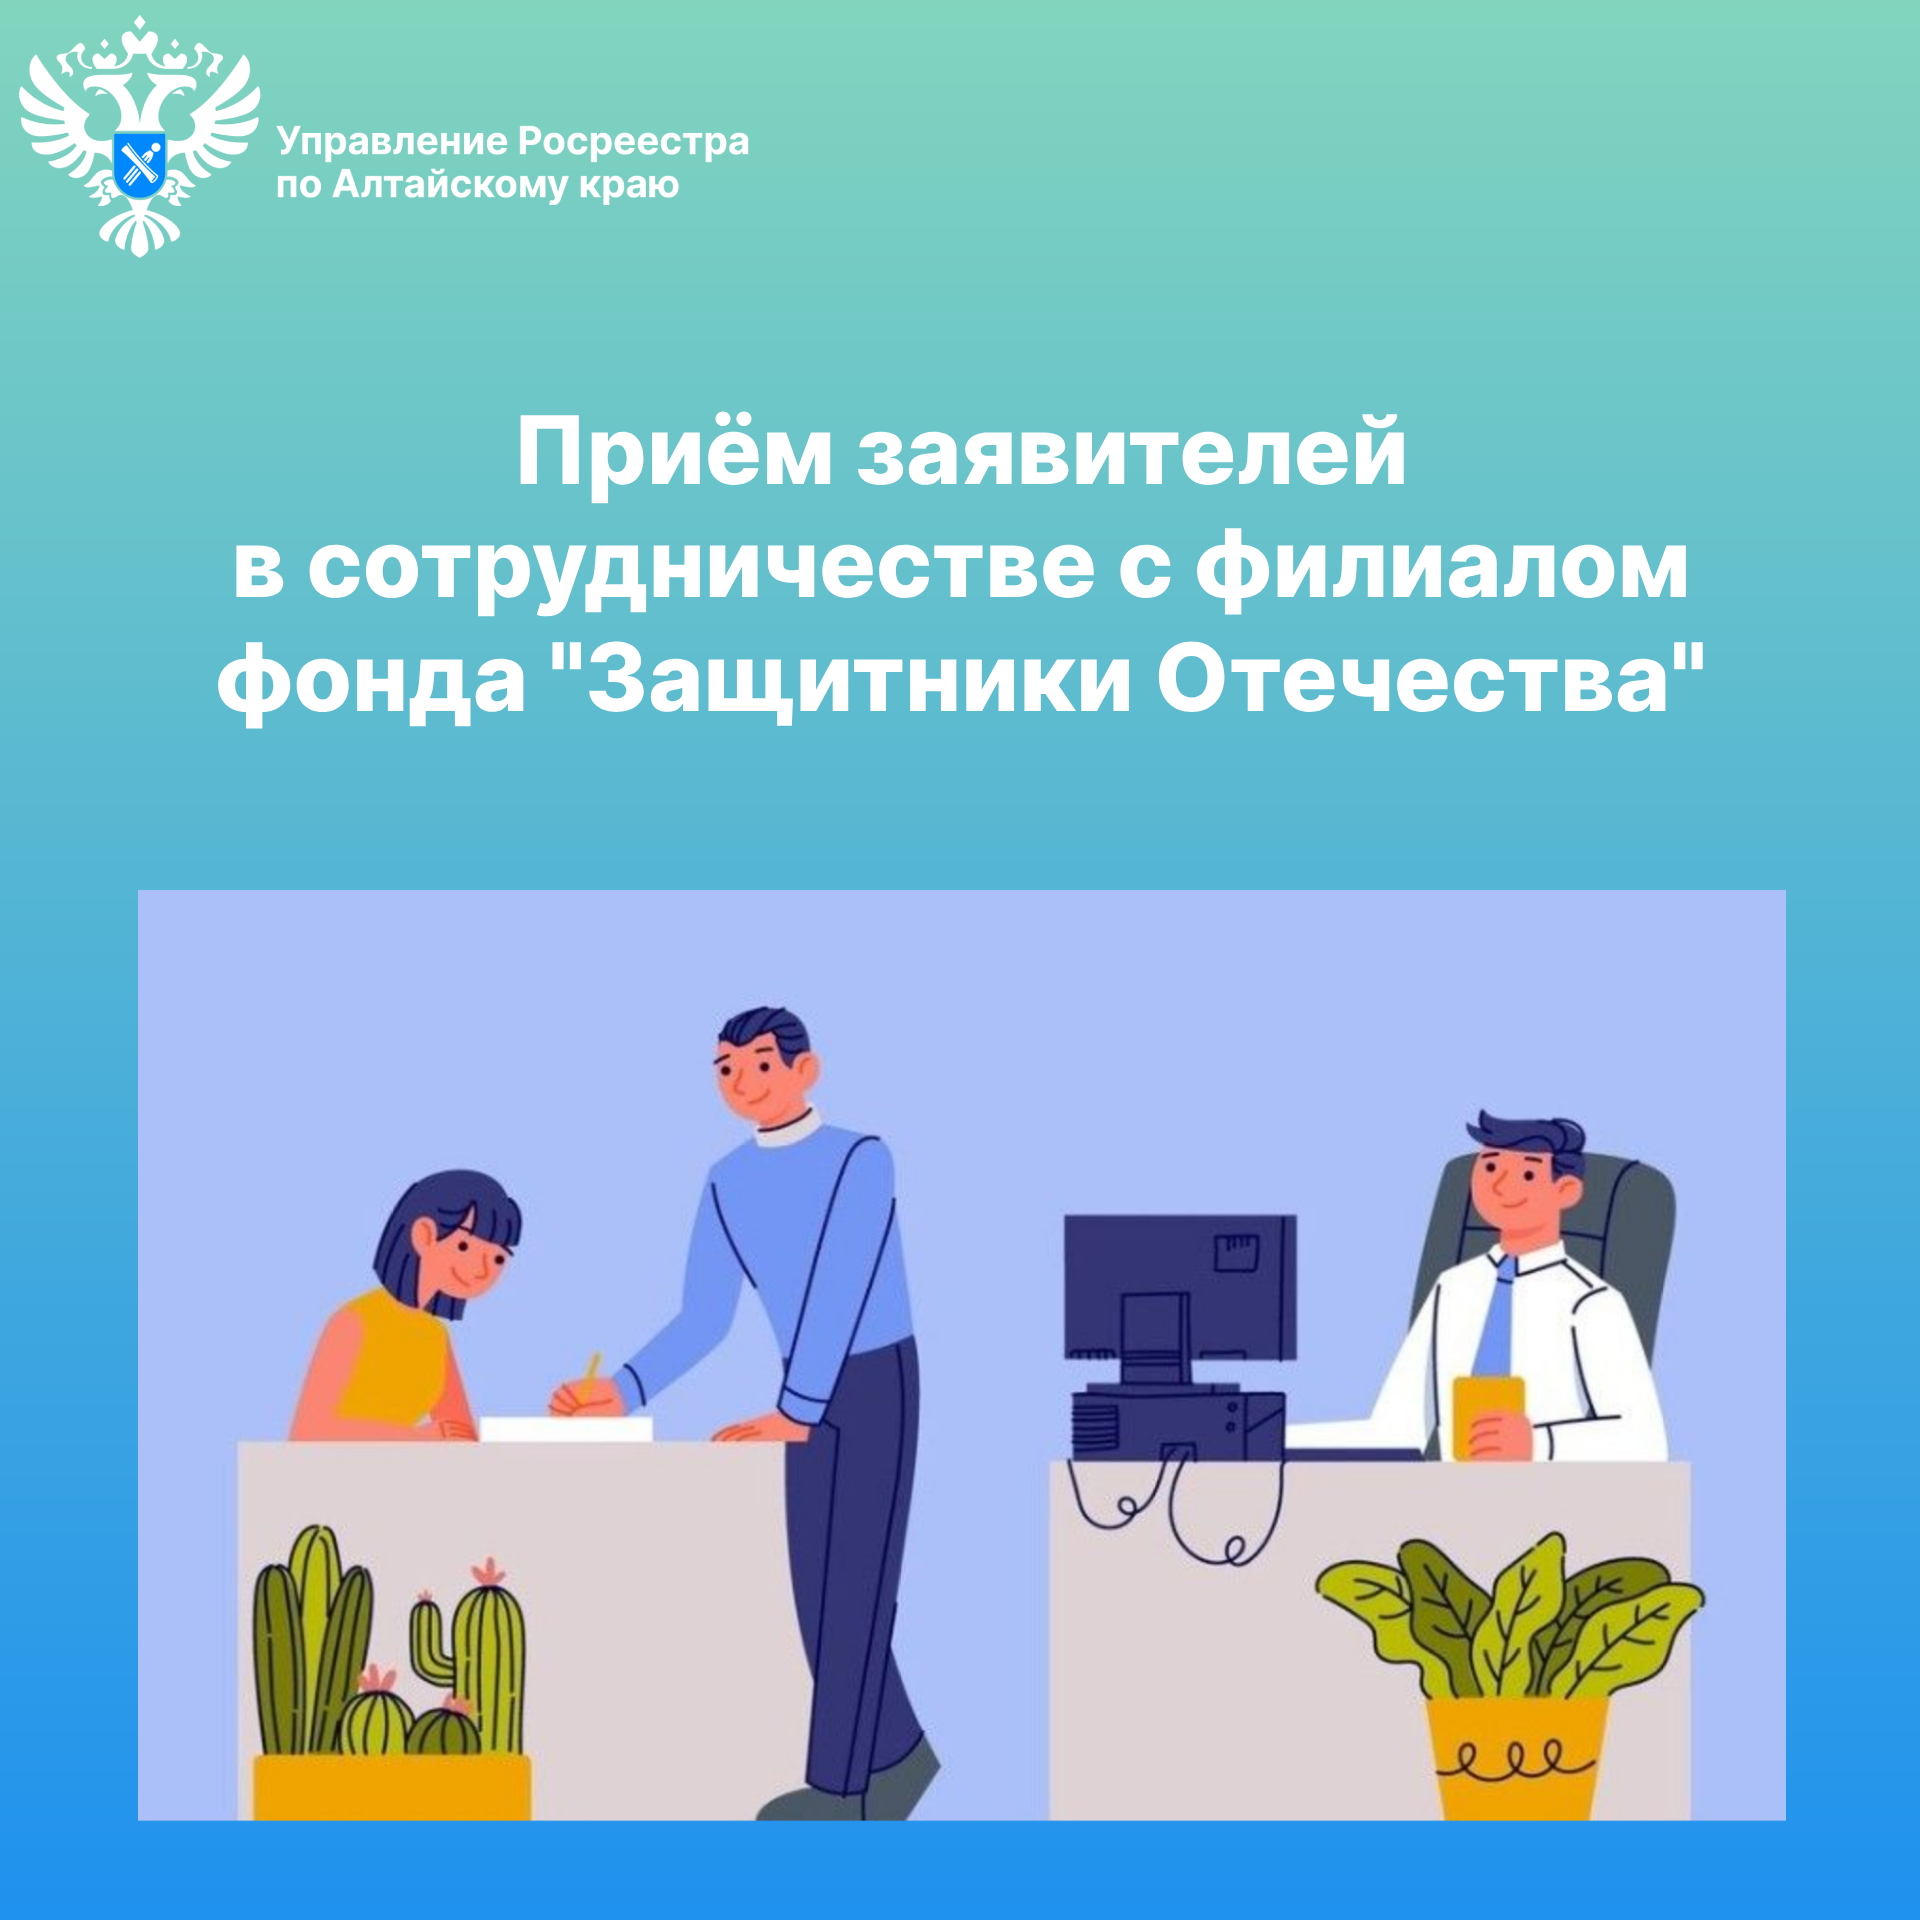 Управление Росреестра
по Алтайскому краю
Приём заявителей
в сотрудничестве с филиалом
фонда "Защитники Отечества"